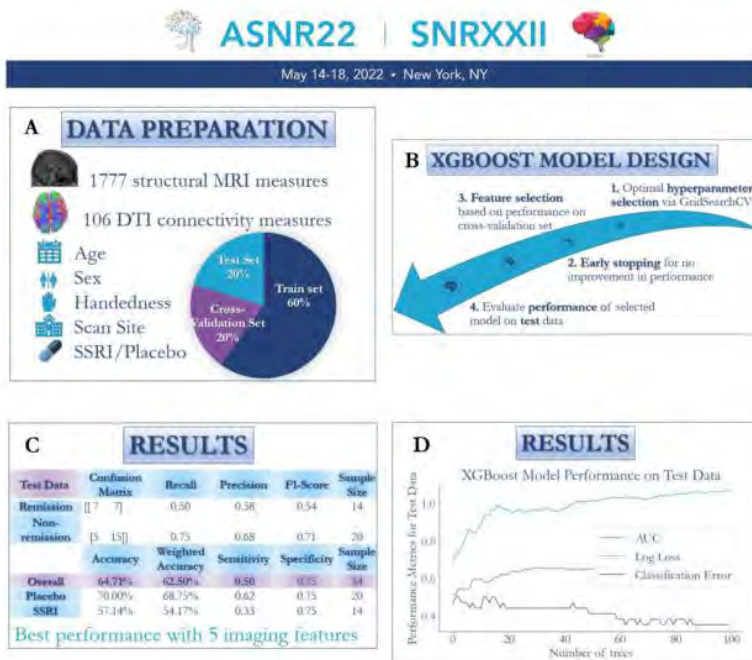 ASNR22 | SNRXXII
May 14-18, 2022 • New York, NY
A DATA PREPARATION
1777 structural MRI measures
106 DTI connectivity measures
Age
Sex
Handedness
Scan Site
SSRI/Placebo
Test Set
20%
Train set
60%
Cross-
Validation Set
20%
B XGBOOST MODEL DESIGN
1. Optimal hyperparameter
selection via GridSearchCV
3. Feature selection
based on performance on
cross-validation set
2. Early stopping for no
improvement in performance
4. Evaluate performance of selected
model on test data
C RESULTS
Test Data Confusion Matrix Recall Precision F1-Score Sample Size
Remission [[7 7] 0.50 0.58 0.54 14
Non-
remission [5 15]] 0.75 0.68 0.71 20
Accuracy Weighted Accuracy Sensitivity Specificity Sample Size
Overall 64.71% 62.50% 0.50 0.75 34
Placebo 70.00% 68.75% 0.62 0.75 20
SSRI 57.14% 54.17% 0.33 0.75 14
Best performance with 5 imaging features
D RESULTS
XGBoost Model Performance on Test Data
Performance Metrics for Test Data
1.0
0.8
0.6
0.4
AUC
Log Loss
Classification Error
0 20 40 60 80 100
Number of trees